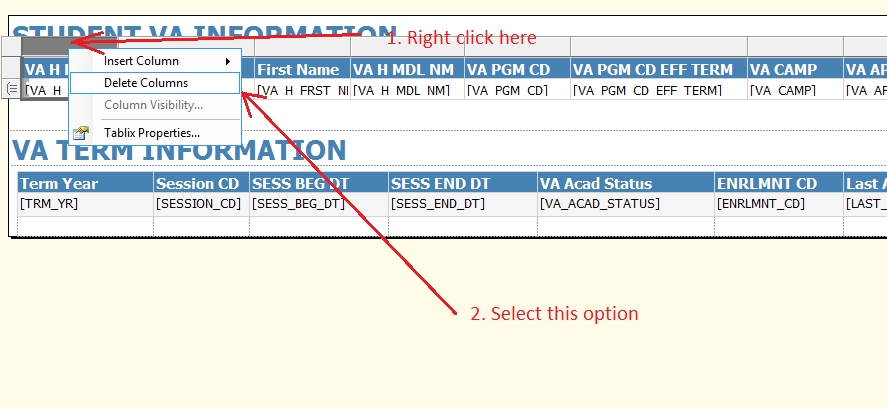 STUDENT VA INFORMATION
1. Right click here
Insert Column
VA H First Name VA H MDL NM VA PGM CD VA PGM CD EFF TERM VA CAMP VA AP
Delete Columns
[VA_H [VA_H_FRST_N [VA_H_MDL_NM] [VA_PGM_CD] [VA_PGM_CD_EFF_TERM] [VA_CAMP] [VA_AF
Column Visibility...
Tablix Properties...
VA TERM INFORMATION
Term Year Session CD SESS BEG DT SESS END DT VA Acad Status ENRLMNT CD Last A
[TRM_YR] [SESSION_CD] [SESS_BEG_DT] [SESS_END_DT] [VA_ACAD_STATUS] [ENRLMNT_CD] [LAST_
2. Select this option